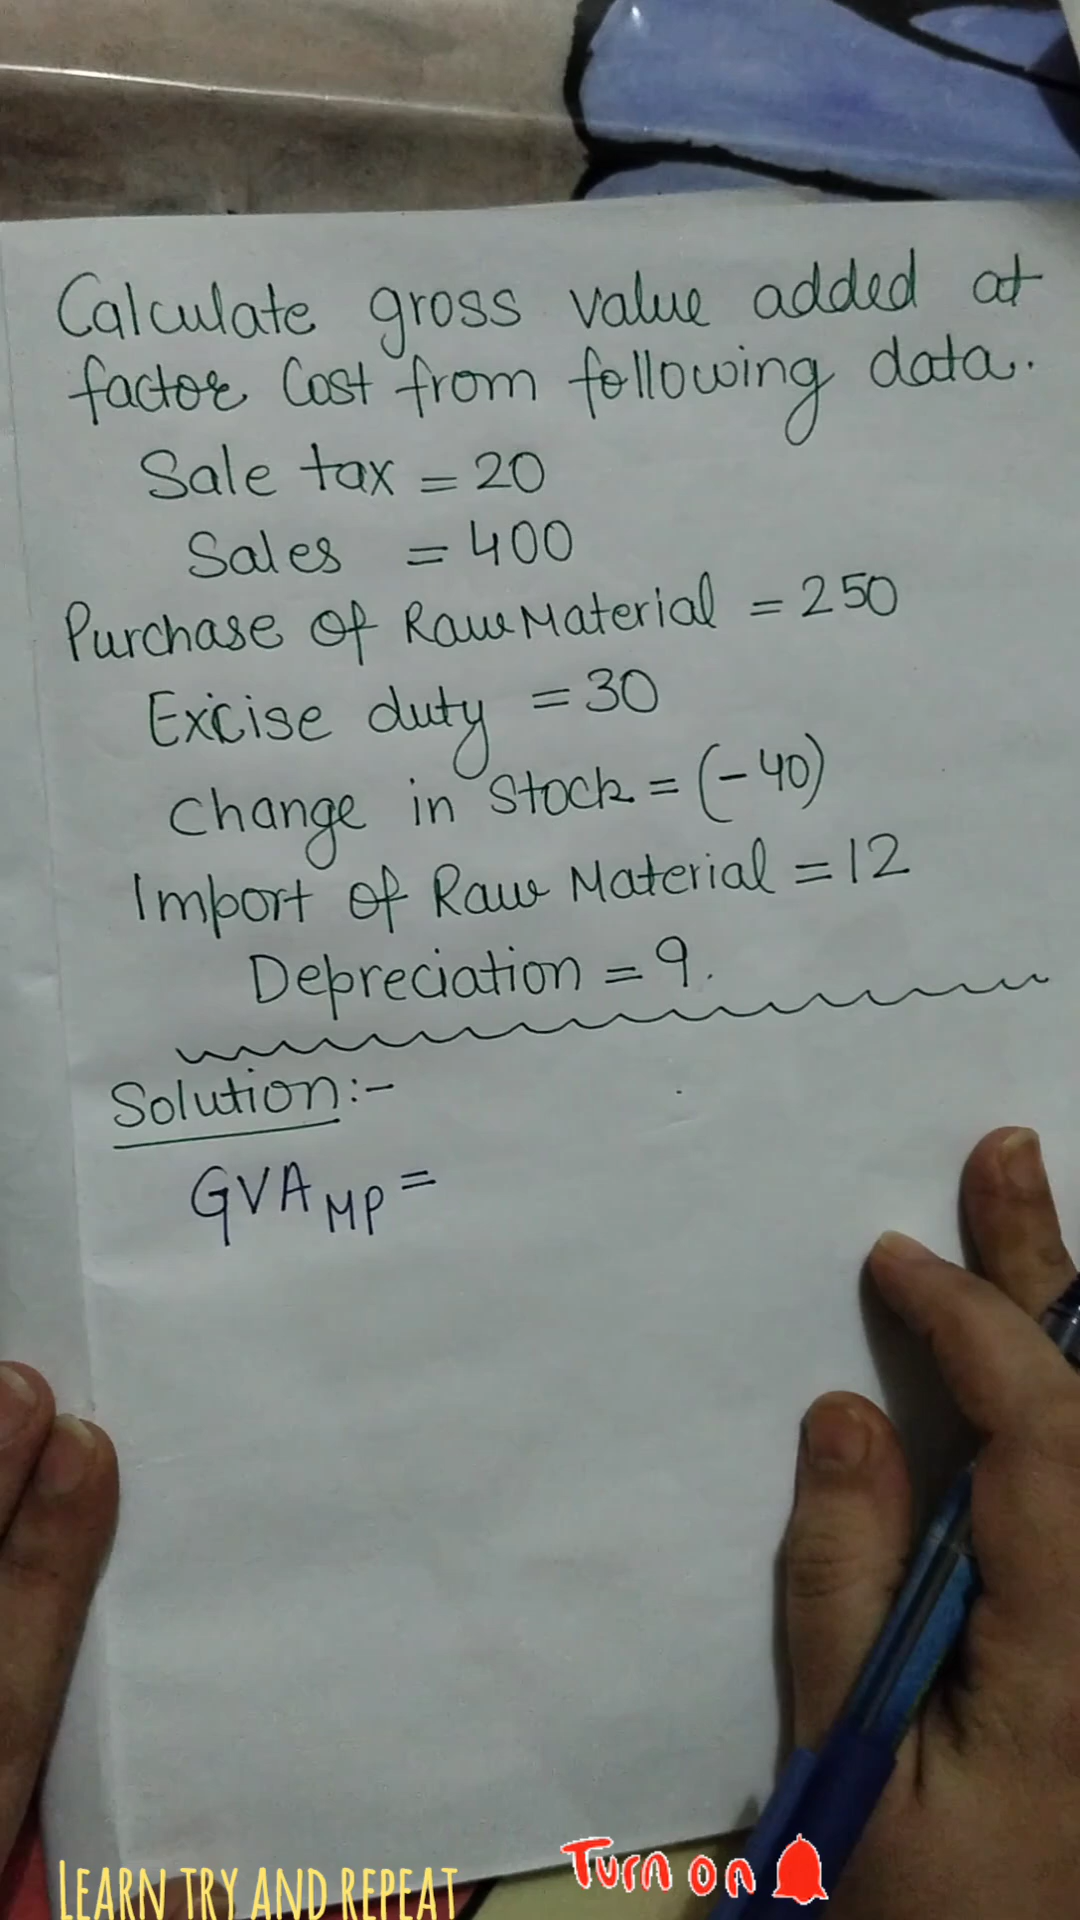 Calculate gross value added at
factor Cost from following data.
Sale tax = 20
Sales = 400
Purchase of Raw Material = 250
Excise duty = 30
Change in Stock = (-40)
Import of Raw Material = 12
Depreciation = 9.
Solution:-
GVA MP =
LEARN TRY AND REPEAT
Turn on